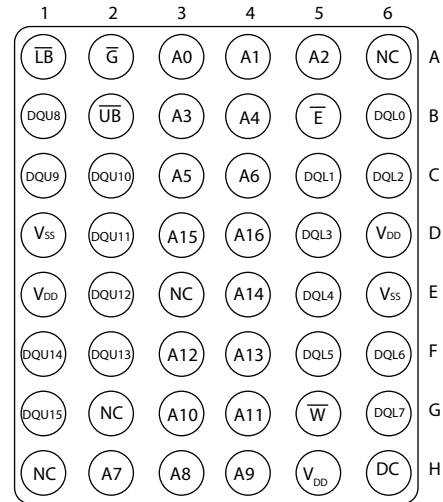 1 2 3 4 5 6
L̅B̅ G̅ A0 A1 A2 NC A
DQU8 U̅B̅ A3 A4 E̅ DQL0 B
DQU9 DQU10 A5 A6 DQL1 DQL2 C
VSS DQU11 A15 A16 DQL3 VDD D
VDD DQU12 NC A14 DQL4 VSS E
DQU14 DQU13 A12 A13 DQL5 DQL6 F
DQU15 NC A10 A11 W̅ DQL7 G
NC A7 A8 A9 VDD DC H